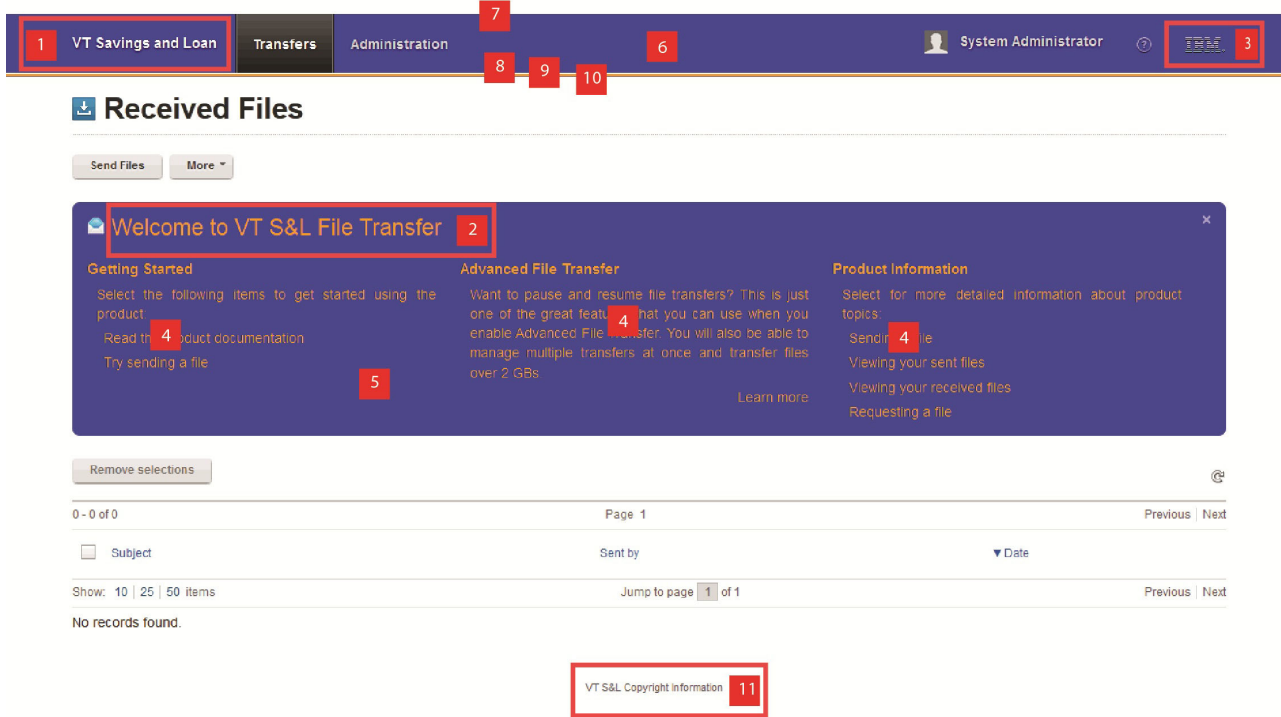 7
1 VT Savings and Loan Transfers Administration 6 System Administrator ? IBM. 3
8 9 10
Received Files
Send Files More
Welcome to VT S&L File Transfer 2
Getting Started
Select the following items to get started using the
product:
Read 4 product documentation
Try sending a file
5
Advanced File Transfer
Want to pause and resume file transfers? This is just
one of the great 4 that you can use when you
enable Advanced File Transfer. You will also be able to
manage multiple transfers at once and transfer files
over 2 GBs.
Learn more
Product Information
Select for more detailed information about product
topics:
Sending 4 file
Viewing your sent files
Viewing your received files
Requesting a file
Remove selections
0 - 0 of 0 Page 1 Previous Next
Subject Sent by Date
Show: 10 25 50 items Jump to page 1 of 1 Previous Next
No records found.
VT S&L Copyright Information 11